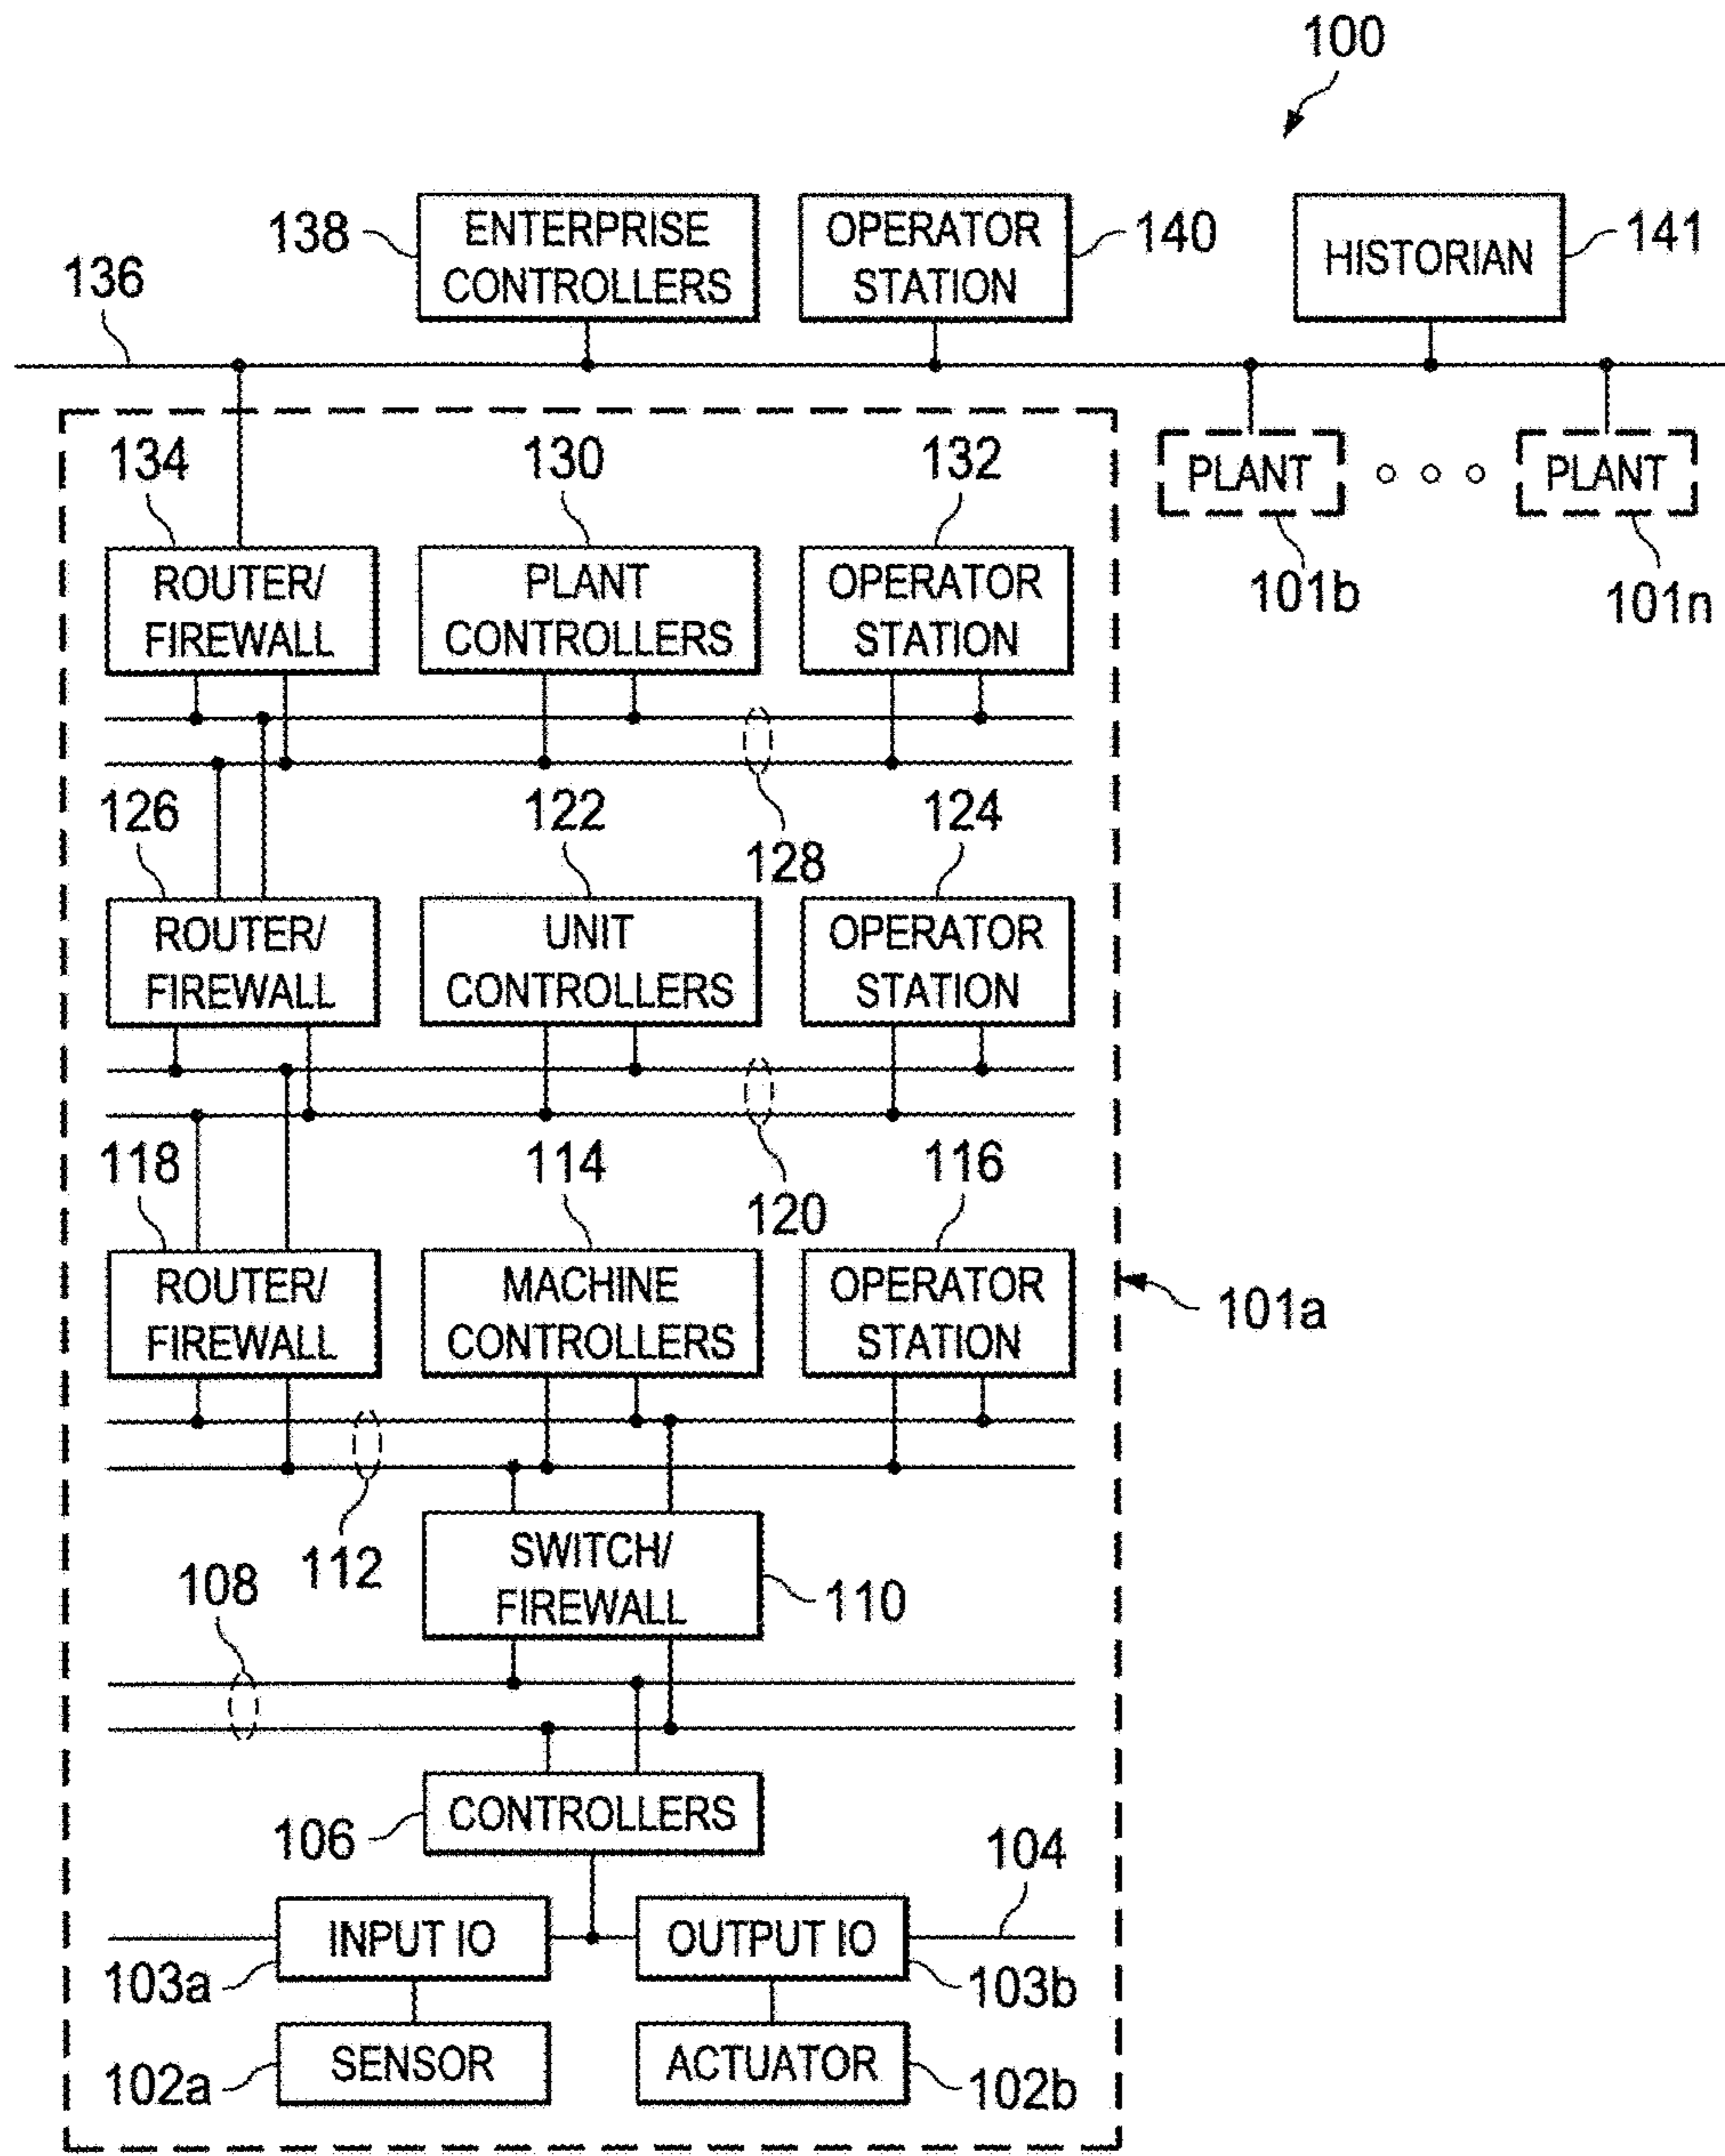 100
138
ENTERPRISE
CONTROLLERS
OPERATOR
STATION
140
HISTORIAN
141
136
134
130
132
PLANT
PLANT
101b
101n
ROUTER/
FIREWALL
PLANT
CONTROLLERS
OPERATOR
STATION
126
122
128
124
ROUTER/
FIREWALL
UNIT
CONTROLLERS
OPERATOR
STATION
118
114
120
116
ROUTER/
FIREWALL
MACHINE
CONTROLLERS
OPERATOR
STATION
101a
112
108
SWITCH/
FIREWALL
110
106
CONTROLLERS
104
103a
INPUT IO
OUTPUT IO
103b
102a
SENSOR
ACTUATOR
102b